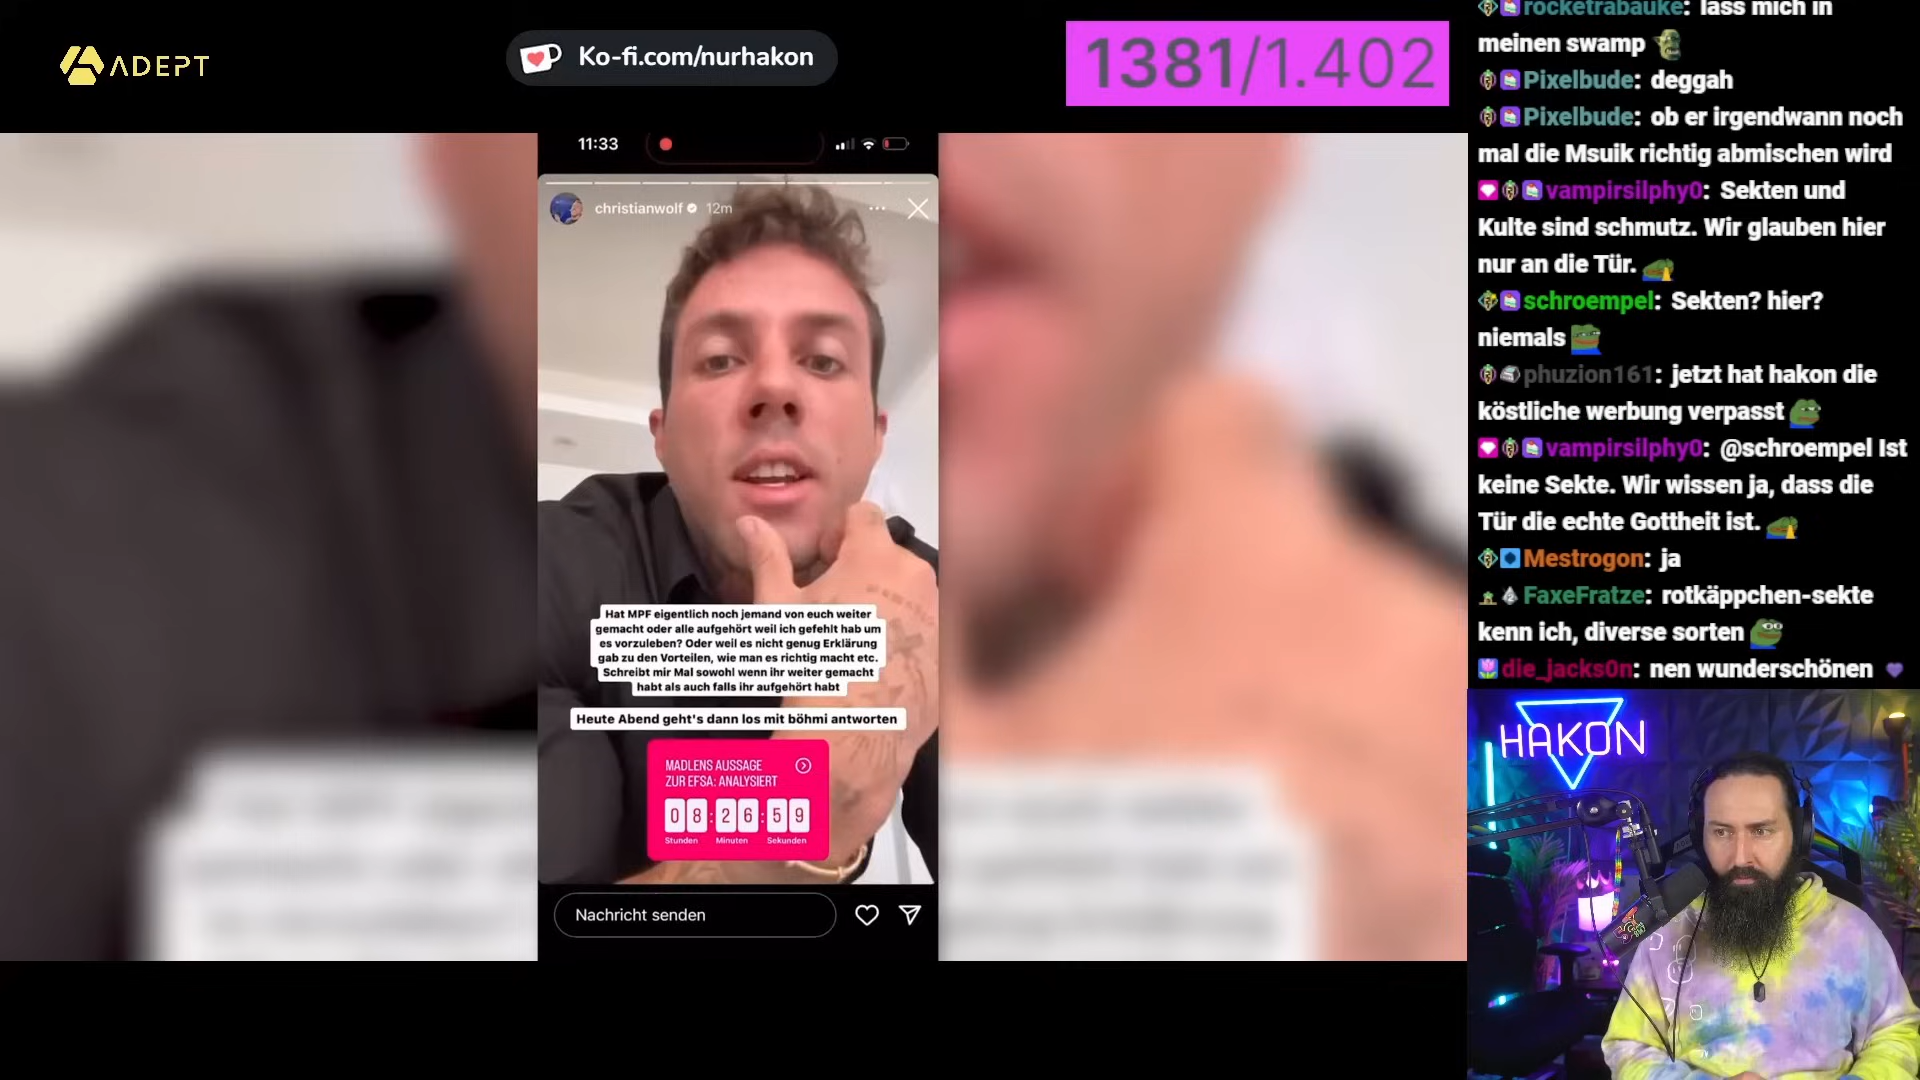 ADEPT
Ko-fi.com/nurhakon
1381/1.402
11:33
christianwolf 12m
Hat MPF eigentlich noch jemand von euch weiter
gemacht oder alle aufgehört weil ich gefehlt hab um
es vorzuleben? Oder weil es nicht genug Erklärung
gab zu den Vorteilen, wie man es richtig macht etc.
Schreibt mir Mal sowohl wenn ihr weiter gemacht
habt als auch falls ihr aufgehört habt
Heute Abend geht's dann los mit böhmi antworten
MADLENS AUSSAGE
ZUR EFSA: ANALYSIERT
08:26:59
Stunden Minuten Sekunden
Nachricht senden
rocketrabauke: lass mich in
meinen swamp
Pixelbude: deggah
Pixelbude: ob er irgendwann noch
mal die Msuik richtig abmischen wird
vampirsilphy0: Sekten und
Kulte sind schmutz. Wir glauben hier
nur an die Tür.
schroempel: Sekten? hier?
niemals
phuzion161: jetzt hat hakon die
köstliche werbung verpasst
vampirsilphy0: @schroempel Ist
keine Sekte. Wir wissen ja, dass die
Tür die echte Gottheit ist.
Mestrogon: ja
FaxeFratze: rotkäppchen-sekte
kenn ich, diverse sorten
die_jacks0n: nen wunderschönen
HAKON